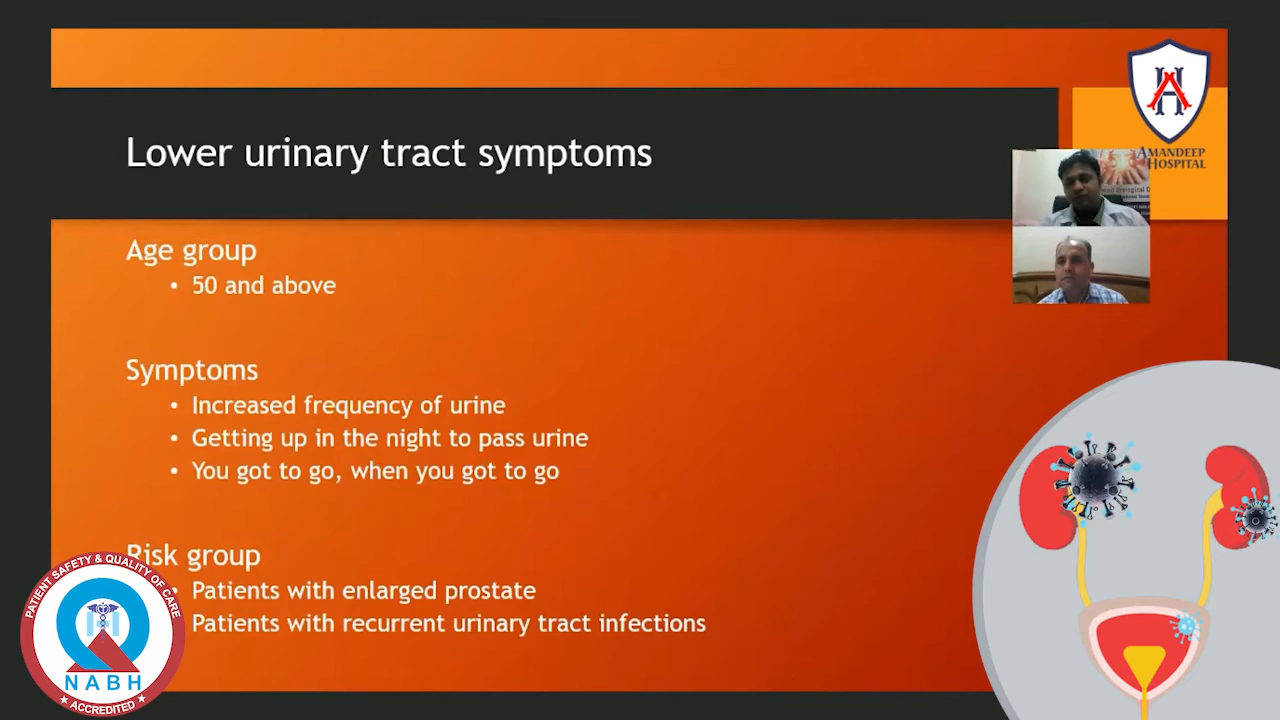 Lower urinary tract symptoms
AMANDEEP
HOSPITAL
Age group
• 50 and above
Symptoms
• Increased frequency of urine
• Getting up in the night to pass urine
• You got to go, when you got to go
Risk group
• Patients with enlarged prostate
Patients with recurrent urinary tract infections
PATIENT SAFETY & QUALITY OF CARE
NABH
★ ACCREDITED ★